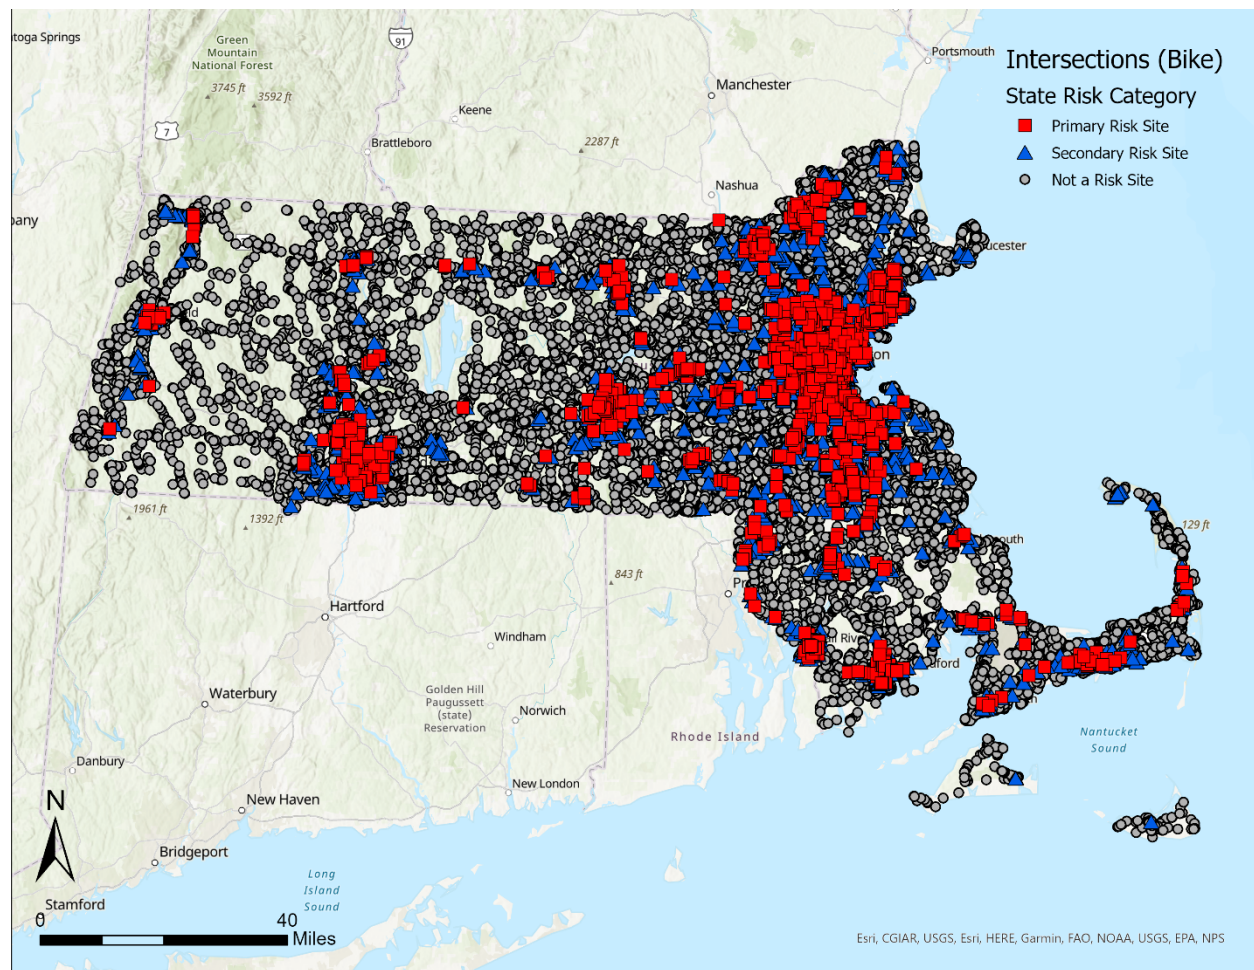 Intersections (Bike)
State Risk Category
Primary Risk Site
Secondary Risk Site
Not a Risk Site
91
Green
Mountain
National Forest
3745 ft
3592 ft
7
Keene
Brattleboro
2287 ft
Manchester
Portsmouth
Nashua
1961 ft
1392 ft
843 ft
129 ft
Hartford
Windham
Waterbury
Golden Hill
Paugussett
(state)
Reservation
Norwich
Rhode Island
Danbury
New London
New Haven
Bridgeport
Stamford
Long
Island
Sound
Nantucket
Sound
N
0
40
Miles
Esri, CGIAR, USGS, Esri, HERE, Garmin, FAO, NOAA, USGS, EPA, NPS